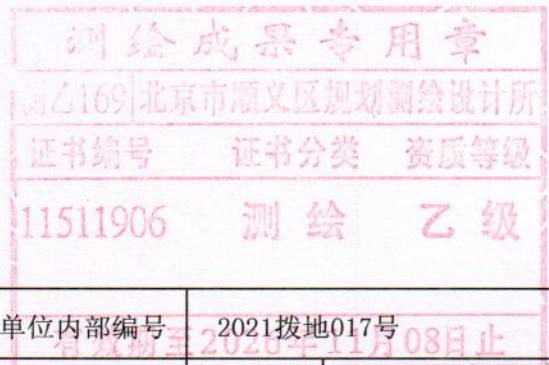 测绘成果专用章
测乙169 北京市顺义区规划测绘设计所
证书编号 证书分类 资质等级
11511906 测绘 乙级
单位内部编号 2021拨地017号
有效期至2026年11月08日止